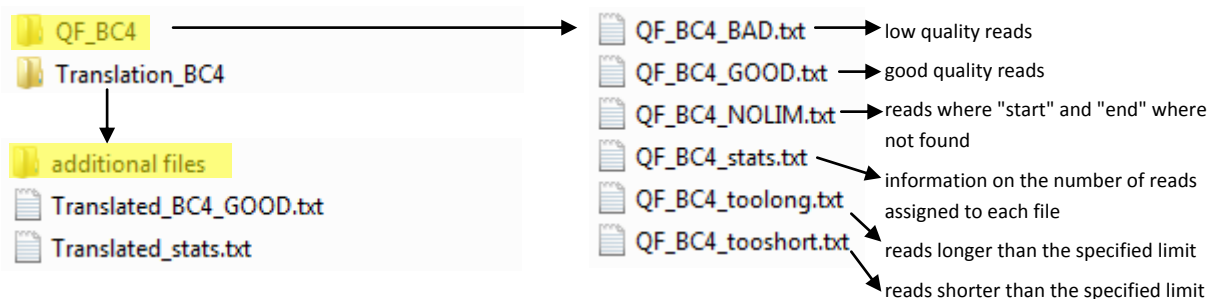 QF_BC4
Translation_BC4
additional files
Translated_BC4_GOOD.txt
Translated_stats.txt
QF_BC4_BAD.txt
QF_BC4_GOOD.txt
QF_BC4_NOLIM.txt
QF_BC4_stats.txt
QF_BC4_toolong.txt
QF_BC4_tooshort.txt
low quality reads
good quality reads
reads where "start" and "end" where
not found
information on the number of reads
assigned to each file
reads longer than the specified limit
reads shorter than the specified limit